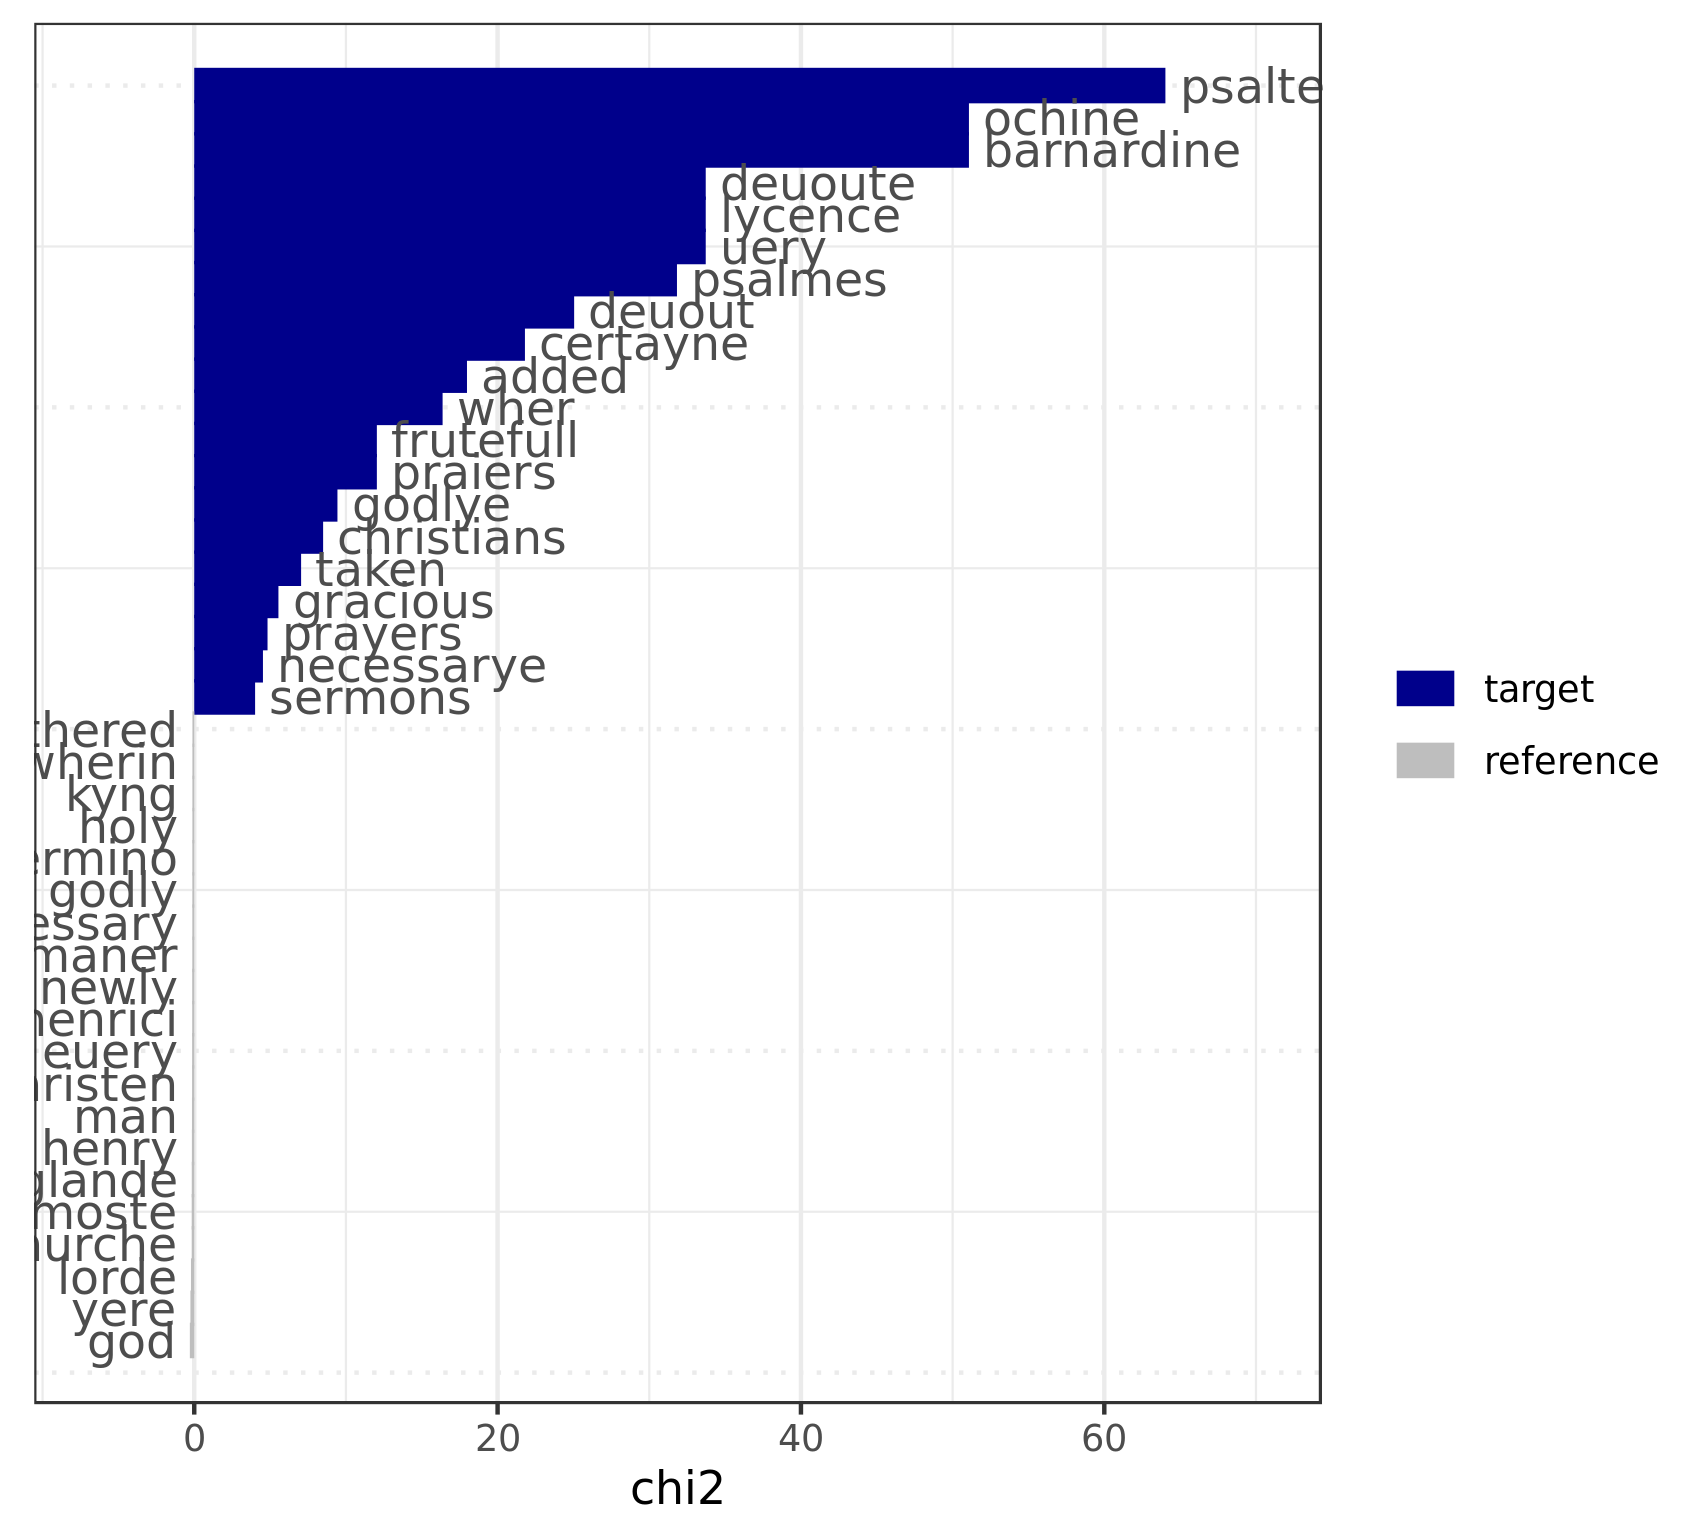 psalte
ochine
barnardine
deuoute
lycence
uery
psalmes
deuout
certayne
added
wher
frutefull
praiers
godlye
christians
taken
gracious
prayers
necessarye
sermons
thered
wherin
kyng
holy
ermino
godly
essary
maner
newly
henrici
euery
hristen
man
henry
glande
moste
hurche
lorde
yere
god
target
reference
0 20 40 60
chi2